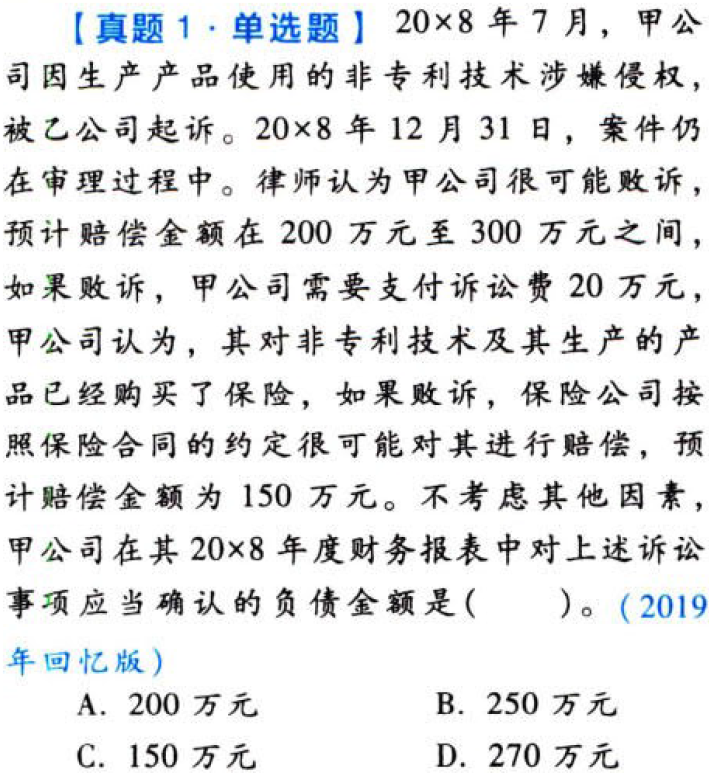 【真题 1·单选题】 20×8 年 7 月，甲公
司因生产产品使用的非专利技术涉嫌侵权，
被乙公司起诉。20×8 年 12 月 31 日，案件仍
在审理过程中。律师认为甲公司很可能败诉，
预计赔偿金额在 200 万元至 300 万元之间，
如果败诉，甲公司需要支付诉讼费 20 万元，
甲公司认为，其对非专利技术及其生产的产
品已经购买了保险，如果败诉，保险公司按
照保险合同的约定很可能对其进行赔偿，预
计赔偿金额为 150 万元。不考虑其他因素，
甲公司在其 20×8 年度财务报表中对上述诉讼
事项应当确认的负债金额是(　　)。(2019
年回忆版)
A. 200 万元 B. 250 万元
C. 150 万元 D. 270 万元